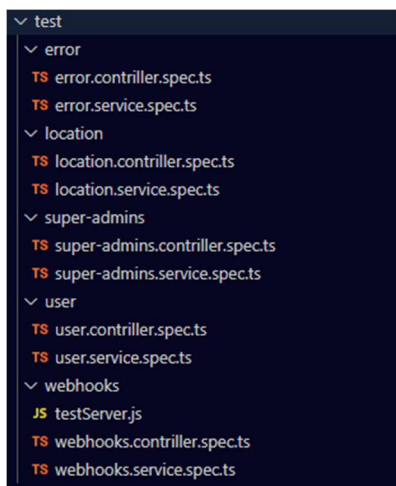 test
error
TS error.contriller.spec.ts
TS error.service.spec.ts
location
TS location.contriller.spec.ts
TS location.service.spec.ts
super-admins
TS super-admins.contriller.spec.ts
TS super-admins.service.spec.ts
user
TS user.contriller.spec.ts
TS user.service.spec.ts
webhooks
JS testServer.js
TS webhooks.contriller.spec.ts
TS webhooks.service.spec.ts